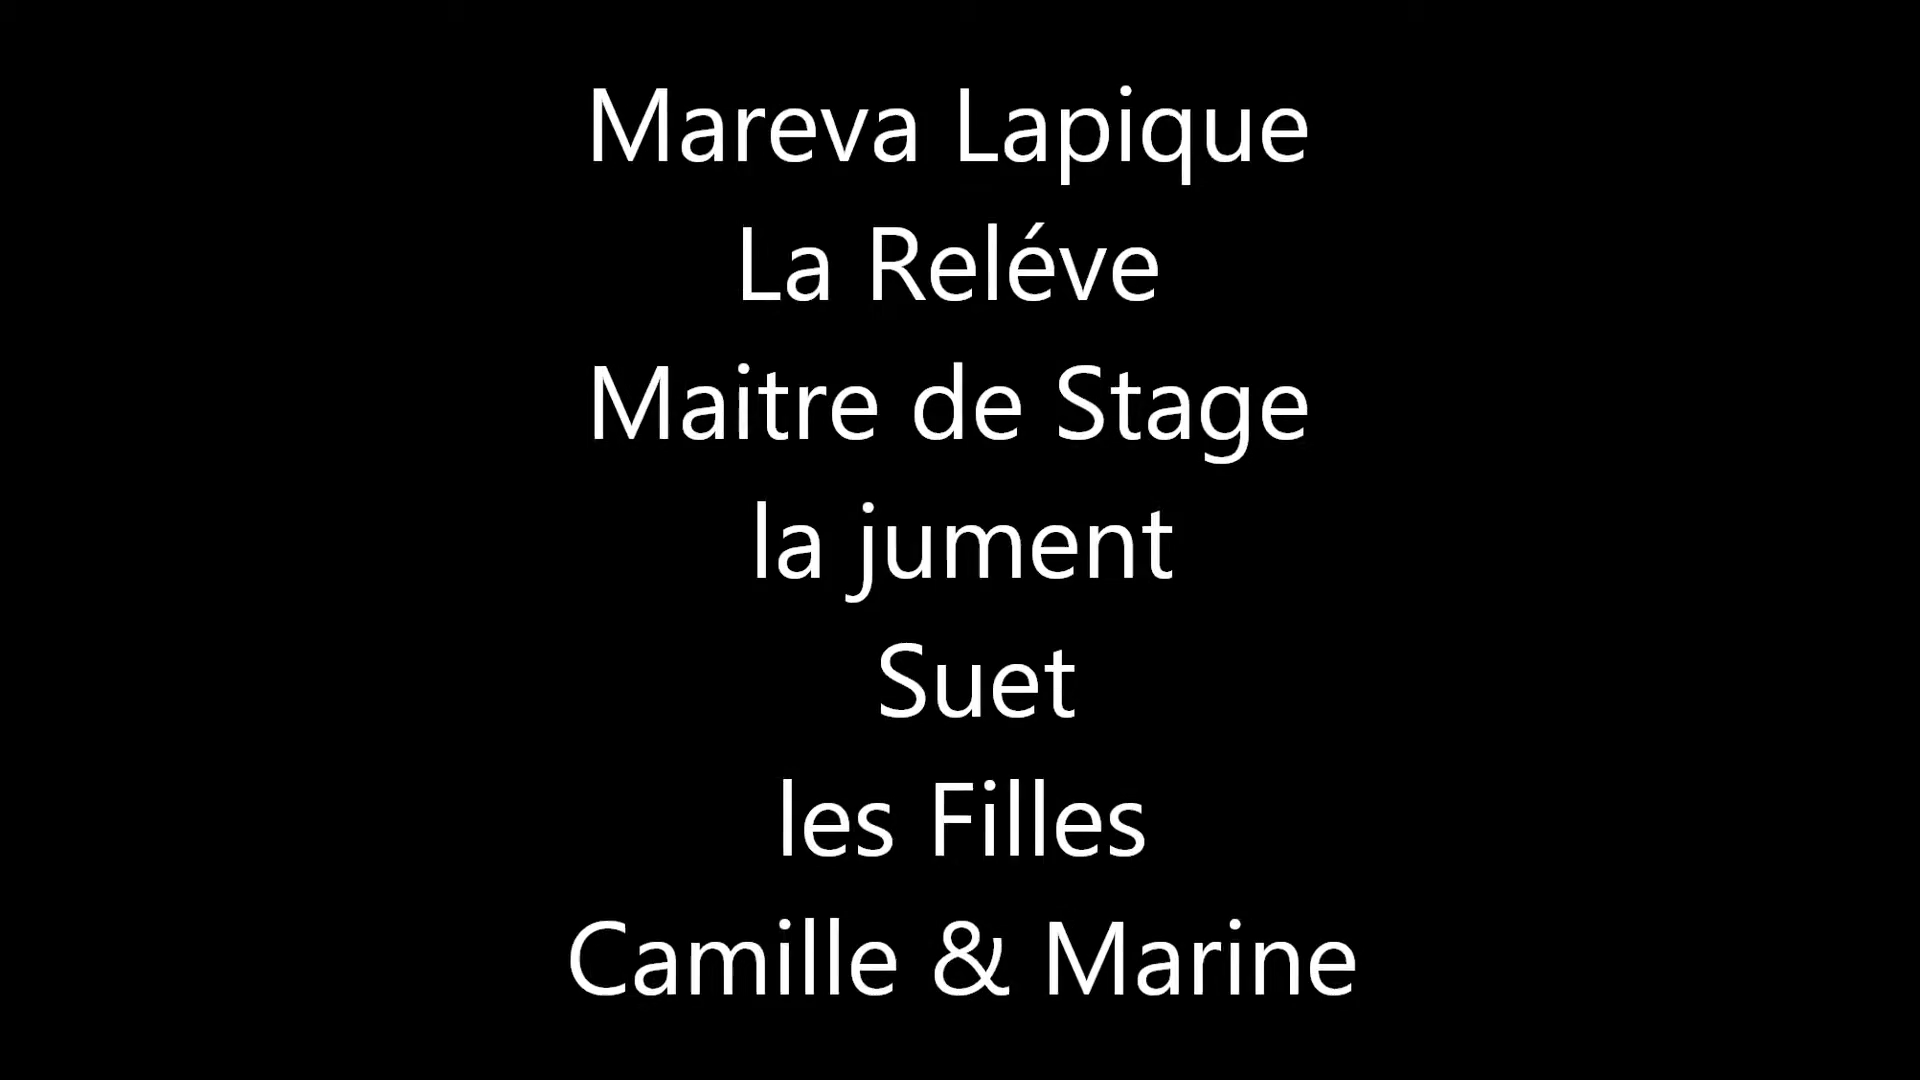 Mareva Lapique
La Reléve
Maitre de Stage
la jument
Suet
les Filles
Camille & Marine